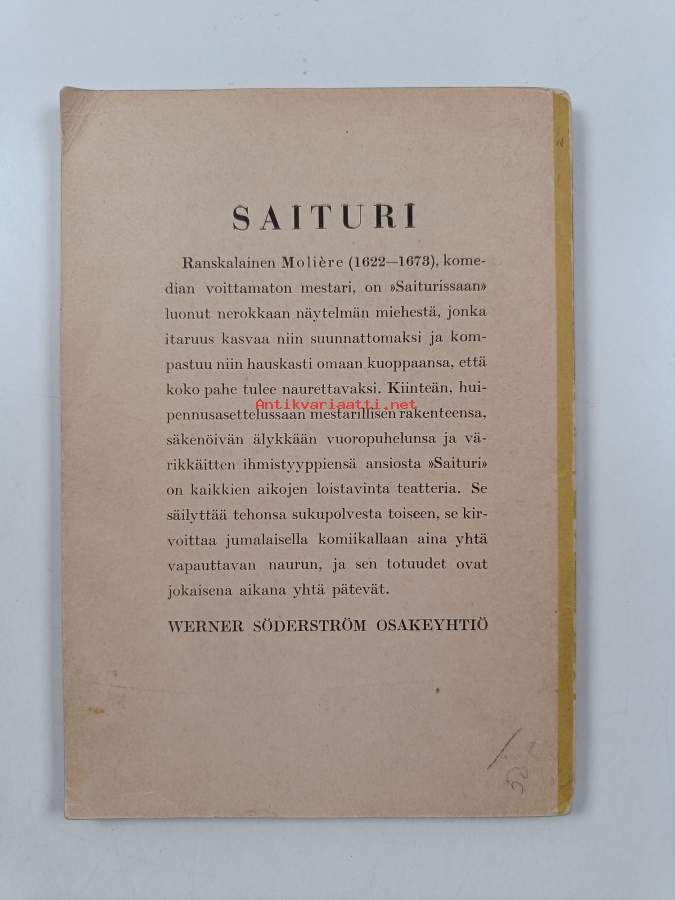 SAITURI
Ranskalainen Molière (1622—1673), kome-
dian voittamaton mestari, on »Saiturissaan»
luonut nerokkaan näytelmän miehestä, jonka
itaruus kasvaa niin suunnattomaksi ja kom-
pastuu niin hauskasti omaan kuoppaansa, että
koko pahe tulee naurettavaksi. Kiinteän, hui-
Antikvariaatti.net
pennusasettelussaan mestarillisen rakenteensa,
säkenöivän älykkään vuoropuhelunsa ja vä-
rikkäitten ihmistyyppiensä ansiosta »Saituri»
on kaikkien aikojen loistavinta teatteria. Se
säilyttää tehonsa sukupolvesta toiseen, se kir-
voittaa jumalaisella komiikallaan aina yhtä
vapauttavan naurun, ja sen totuudet ovat
jokaisena aikana yhtä pätevät.
WERNER SÖDERSTRÖM OSAKEYHTIÖ